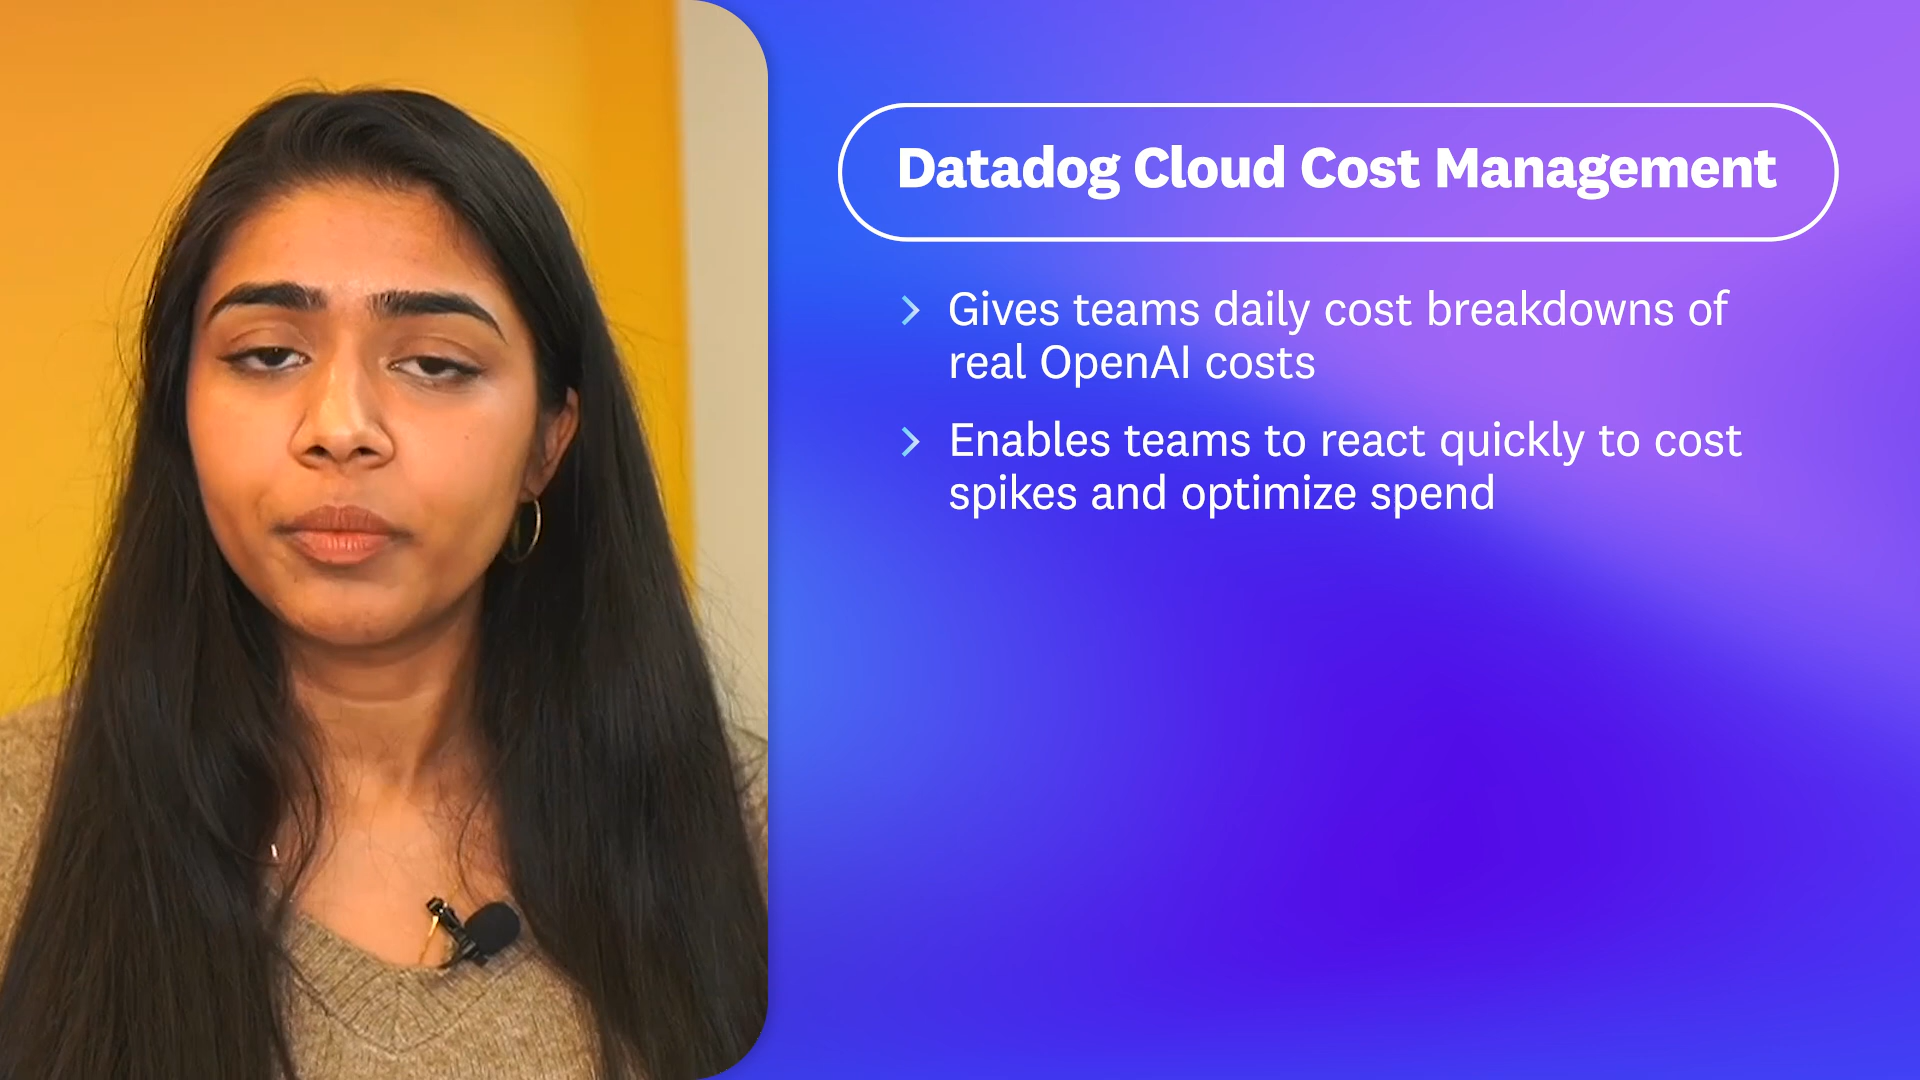 Datadog Cloud Cost Management
Gives teams daily cost breakdowns of
real OpenAI costs
Enables teams to react quickly to cost
spikes and optimize spend